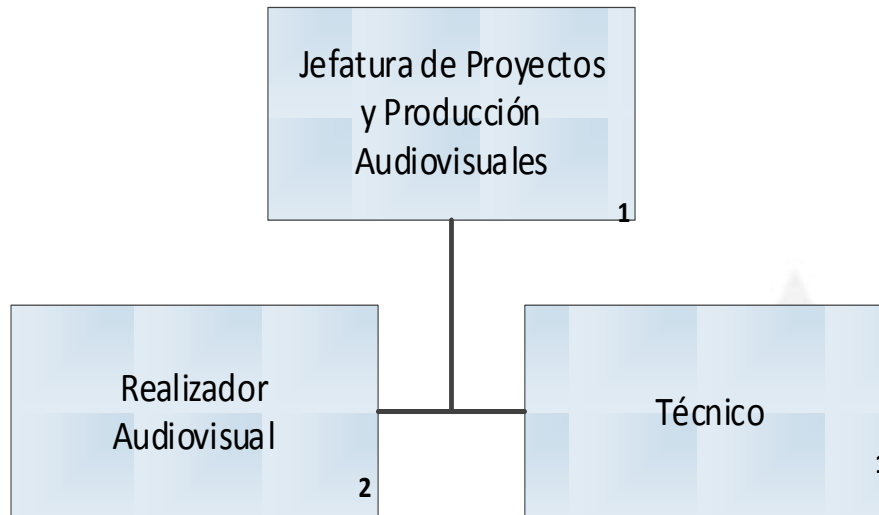 Jefatura de Proyectos
y Producción
Audiovisuales
1
Realizador
Audiovisual
2
Técnico